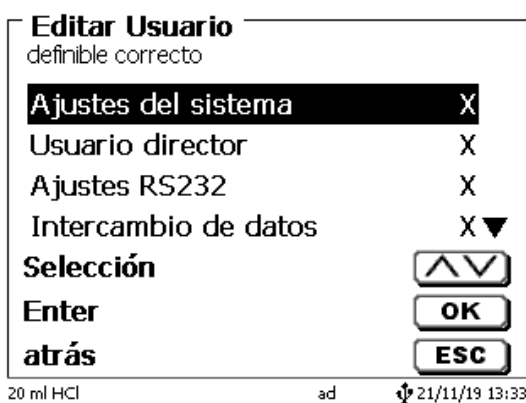 Editar Usuario
definible correcto
Ajustes del sistema X
Usuario director X
Ajustes RS232 X
Intercambio de datos X
Selección
Enter OK
atrás ESC
20 ml HCl ad 21/11/19 13:33